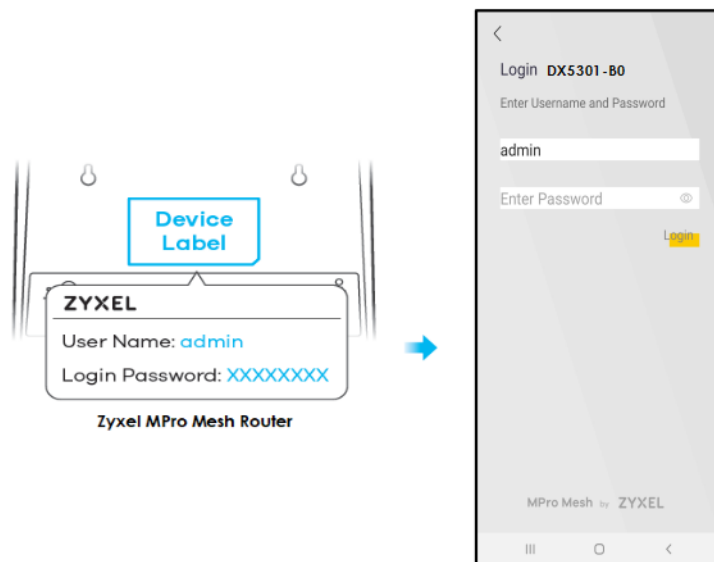 Device
Label
ZYXEL
User Name: admin
Login Password: XXXXXXXX
Zyxel MPro Mesh Router
Login DX5301-B0
Enter Username and Password
admin
Enter Password
Login
MPro Mesh by ZYXEL